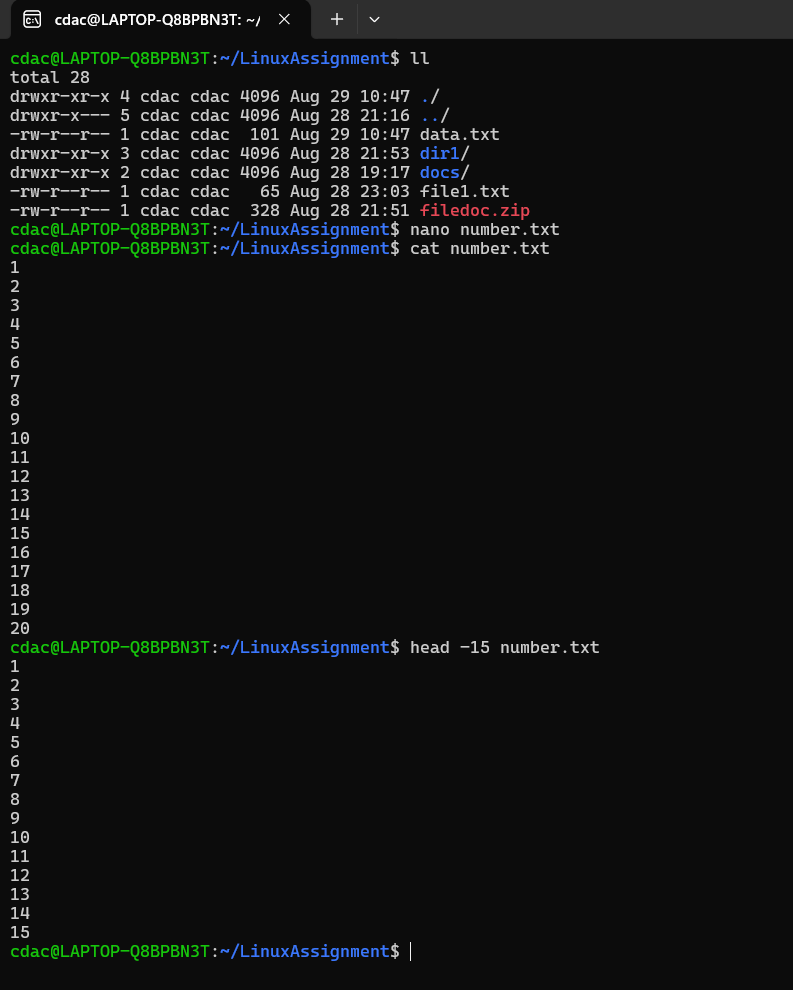 cdac@LAPTOP-Q8BPBN3T: ~/
cdac@LAPTOP-Q8BPBN3T:~/LinuxAssignment$ ll
total 28
drwxr-xr-x 4 cdac cdac 4096 Aug 29 10:47 ./
drwxr-x--- 5 cdac cdac 4096 Aug 28 21:16 ../
-rw-r--r-- 1 cdac cdac  101 Aug 29 10:47 data.txt
drwxr-xr-x 3 cdac cdac 4096 Aug 28 21:53 dir1/
drwxr-xr-x 2 cdac cdac 4096 Aug 28 19:17 docs/
-rw-r--r-- 1 cdac cdac   65 Aug 28 23:03 file1.txt
-rw-r--r-- 1 cdac cdac  328 Aug 28 21:51 filedoc.zip
cdac@LAPTOP-Q8BPBN3T:~/LinuxAssignment$ nano number.txt
cdac@LAPTOP-Q8BPBN3T:~/LinuxAssignment$ cat number.txt
1
2
3
4
5
6
7
8
9
10
11
12
13
14
15
16
17
18
19
20
cdac@LAPTOP-Q8BPBN3T:~/LinuxAssignment$ head -15 number.txt
1
2
3
4
5
6
7
8
9
10
11
12
13
14
15
cdac@LAPTOP-Q8BPBN3T:~/LinuxAssignment$